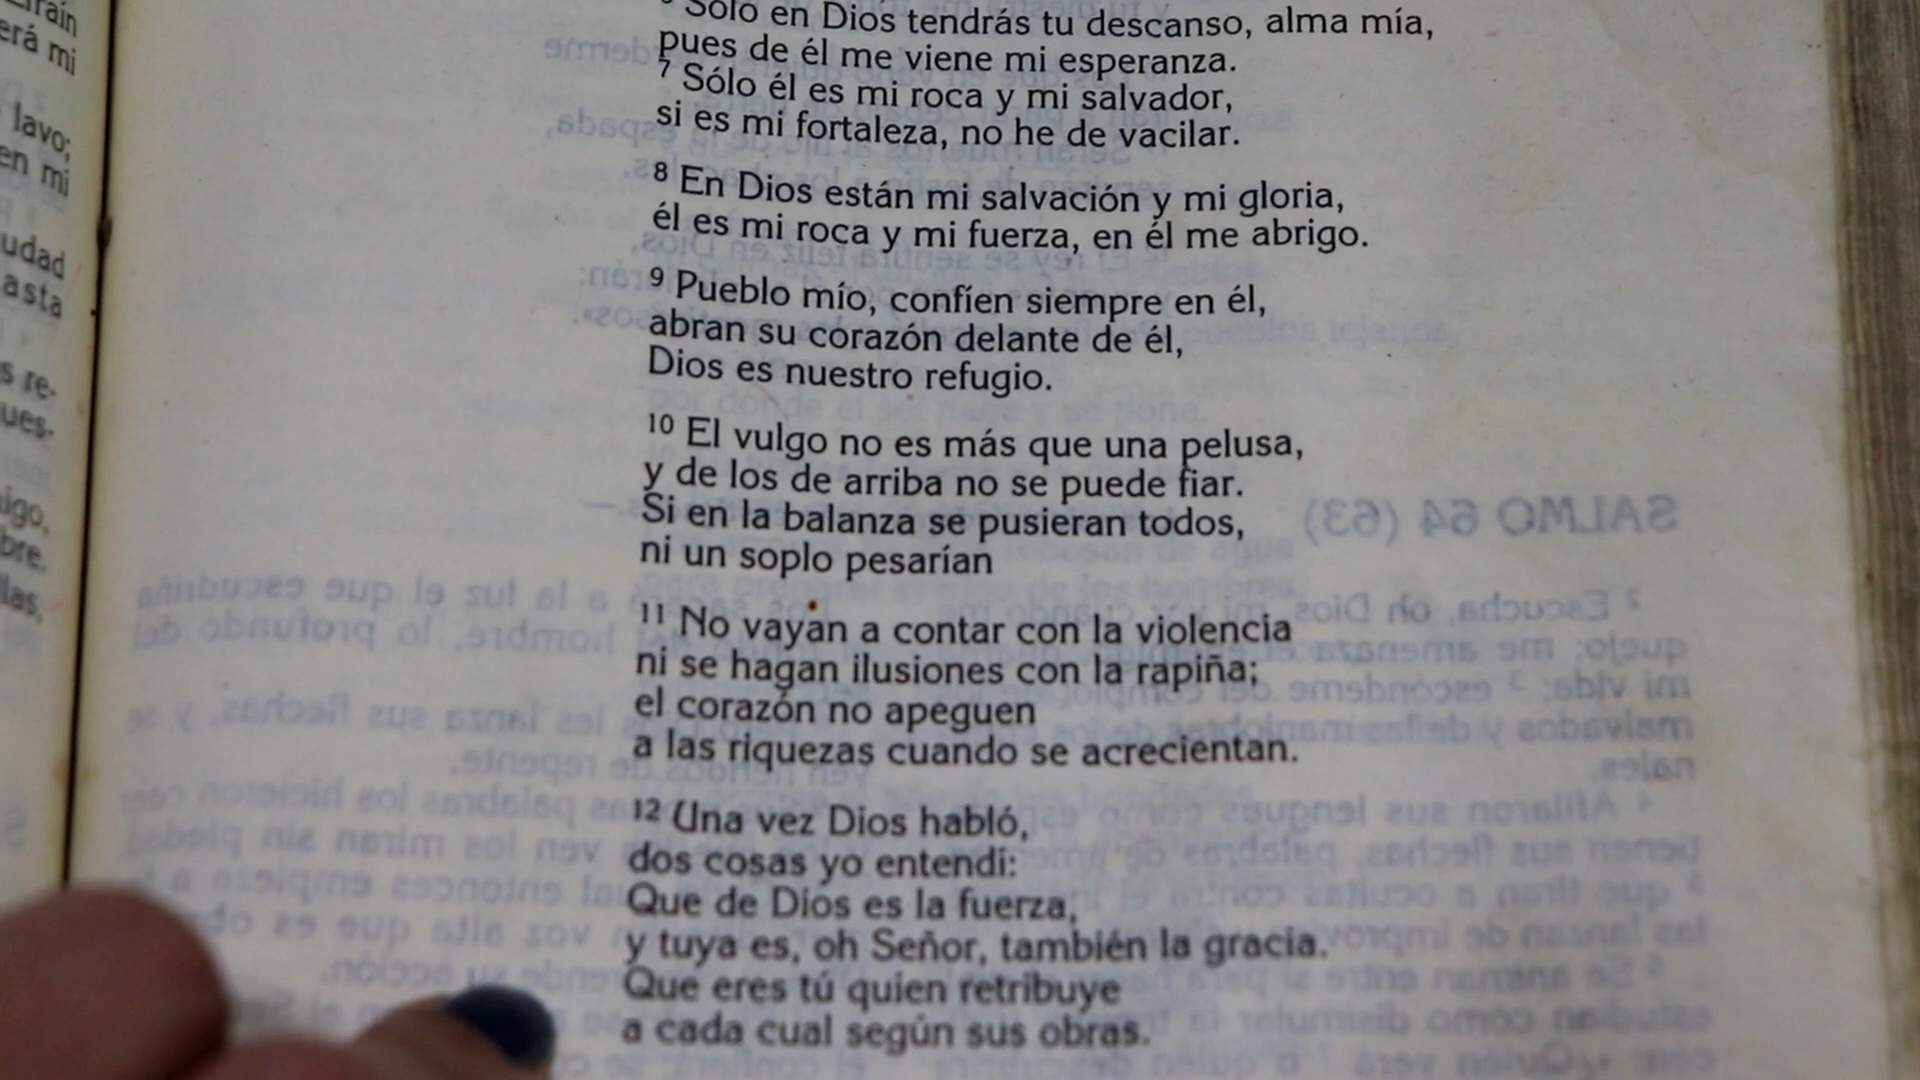 Sólo en Dios tendrás tu descanso, alma mía,
pues de él me viene mi esperanza.
7 Sólo él es mi roca y mi salvador,
si es mi fortaleza, no he de vacilar.
8 En Dios están mi salvación y mi gloria,
él es mi roca y mi fuerza, en él me abrigo.
9 Pueblo mío, confíen siempre en él,
abran su corazón delante de él,
Dios es nuestro refugio.
10 El vulgo no es más que una pelusa,
y de los de arriba no se puede fiar.
Si en la balanza se pusieran todos,
ni un soplo pesarían
11 No vayan a contar con la violencia
ni se hagan ilusiones con la rapiña;
el corazón no apeguen
a las riquezas cuando se acrecientan.
12 Una vez Dios habló,
dos cosas yo entendí:
Que de Dios es la fuerza,
y tuya es, oh Señor, también la gracia.
Que eres tú quien retribuye
a cada cual según sus obras.